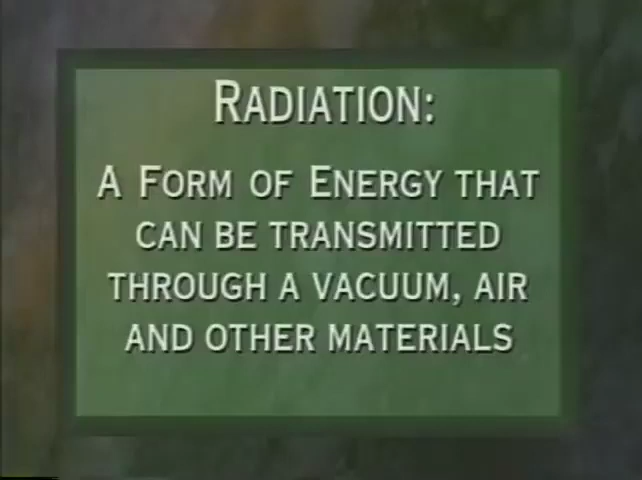 RADIATION:
A FORM OF ENERGY THAT
CAN BE TRANSMITTED
THROUGH A VACUUM, AIR
AND OTHER MATERIALS